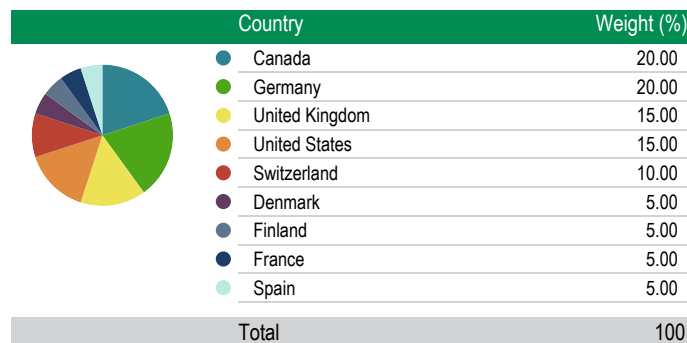 Country Weight (%)
Canada 20.00
Germany 20.00
United Kingdom 15.00
United States 15.00
Switzerland 10.00
Denmark 5.00
Finland 5.00
France 5.00
Spain 5.00
Total 100